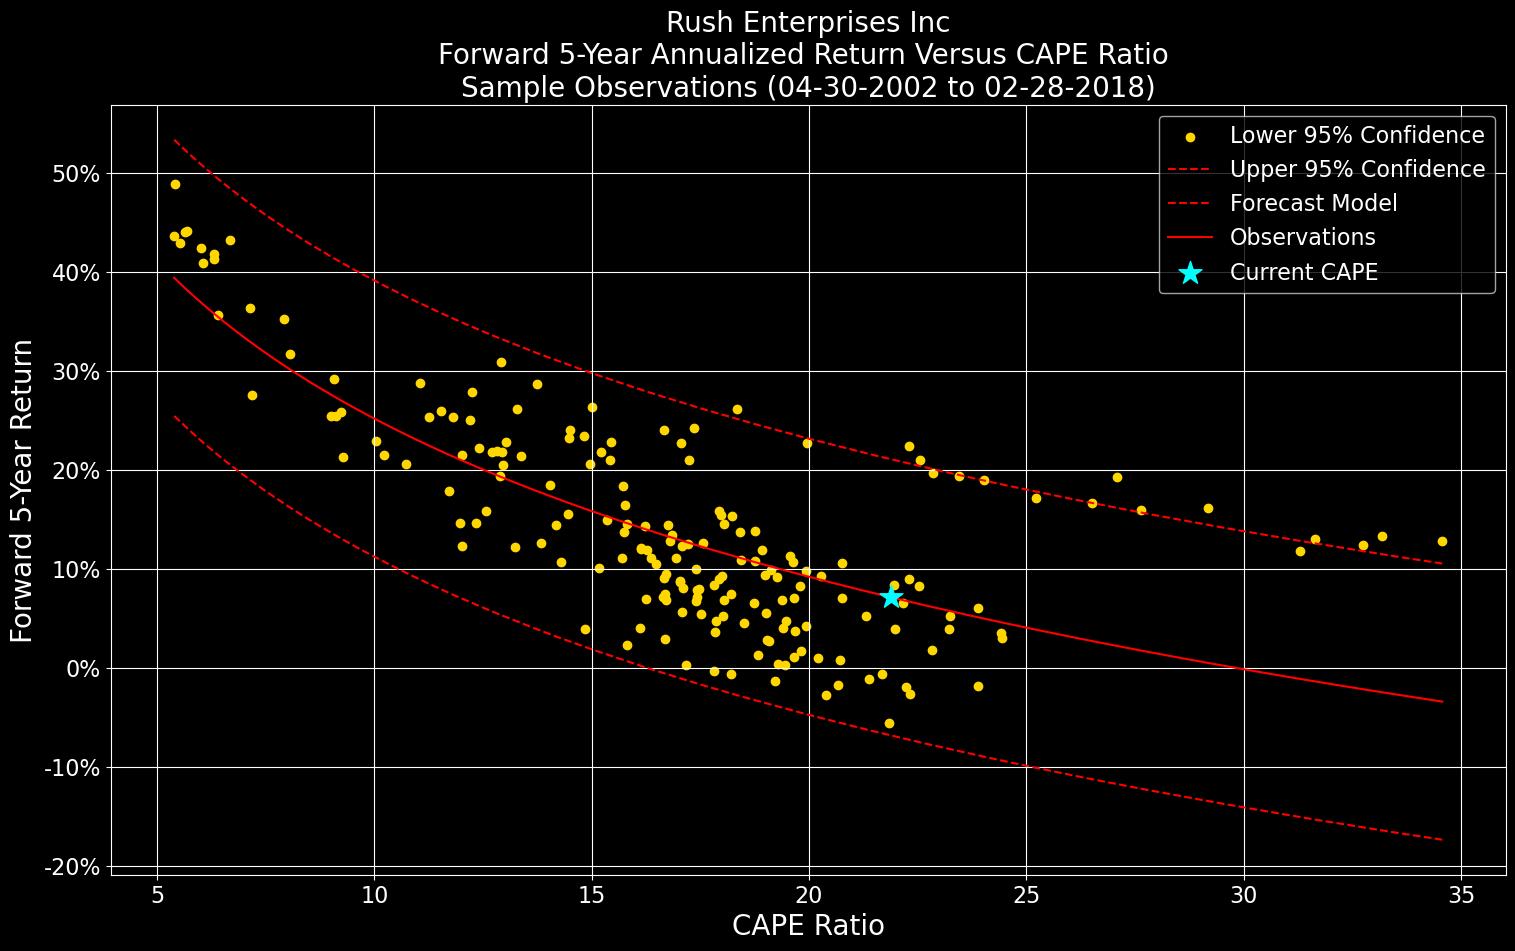 Rush Enterprises Inc
Forward 5-Year Annualized Return Versus CAPE Ratio
Sample Observations (04-30-2002 to 02-28-2018)
Lower 95% Confidence
Upper 95% Confidence
Forecast Model
Observations
Current CAPE
Forward 5-Year Return
50%
40%
30%
20%
10%
0%
-10%
-20%
5 10 15 20 25 30 35
CAPE Ratio